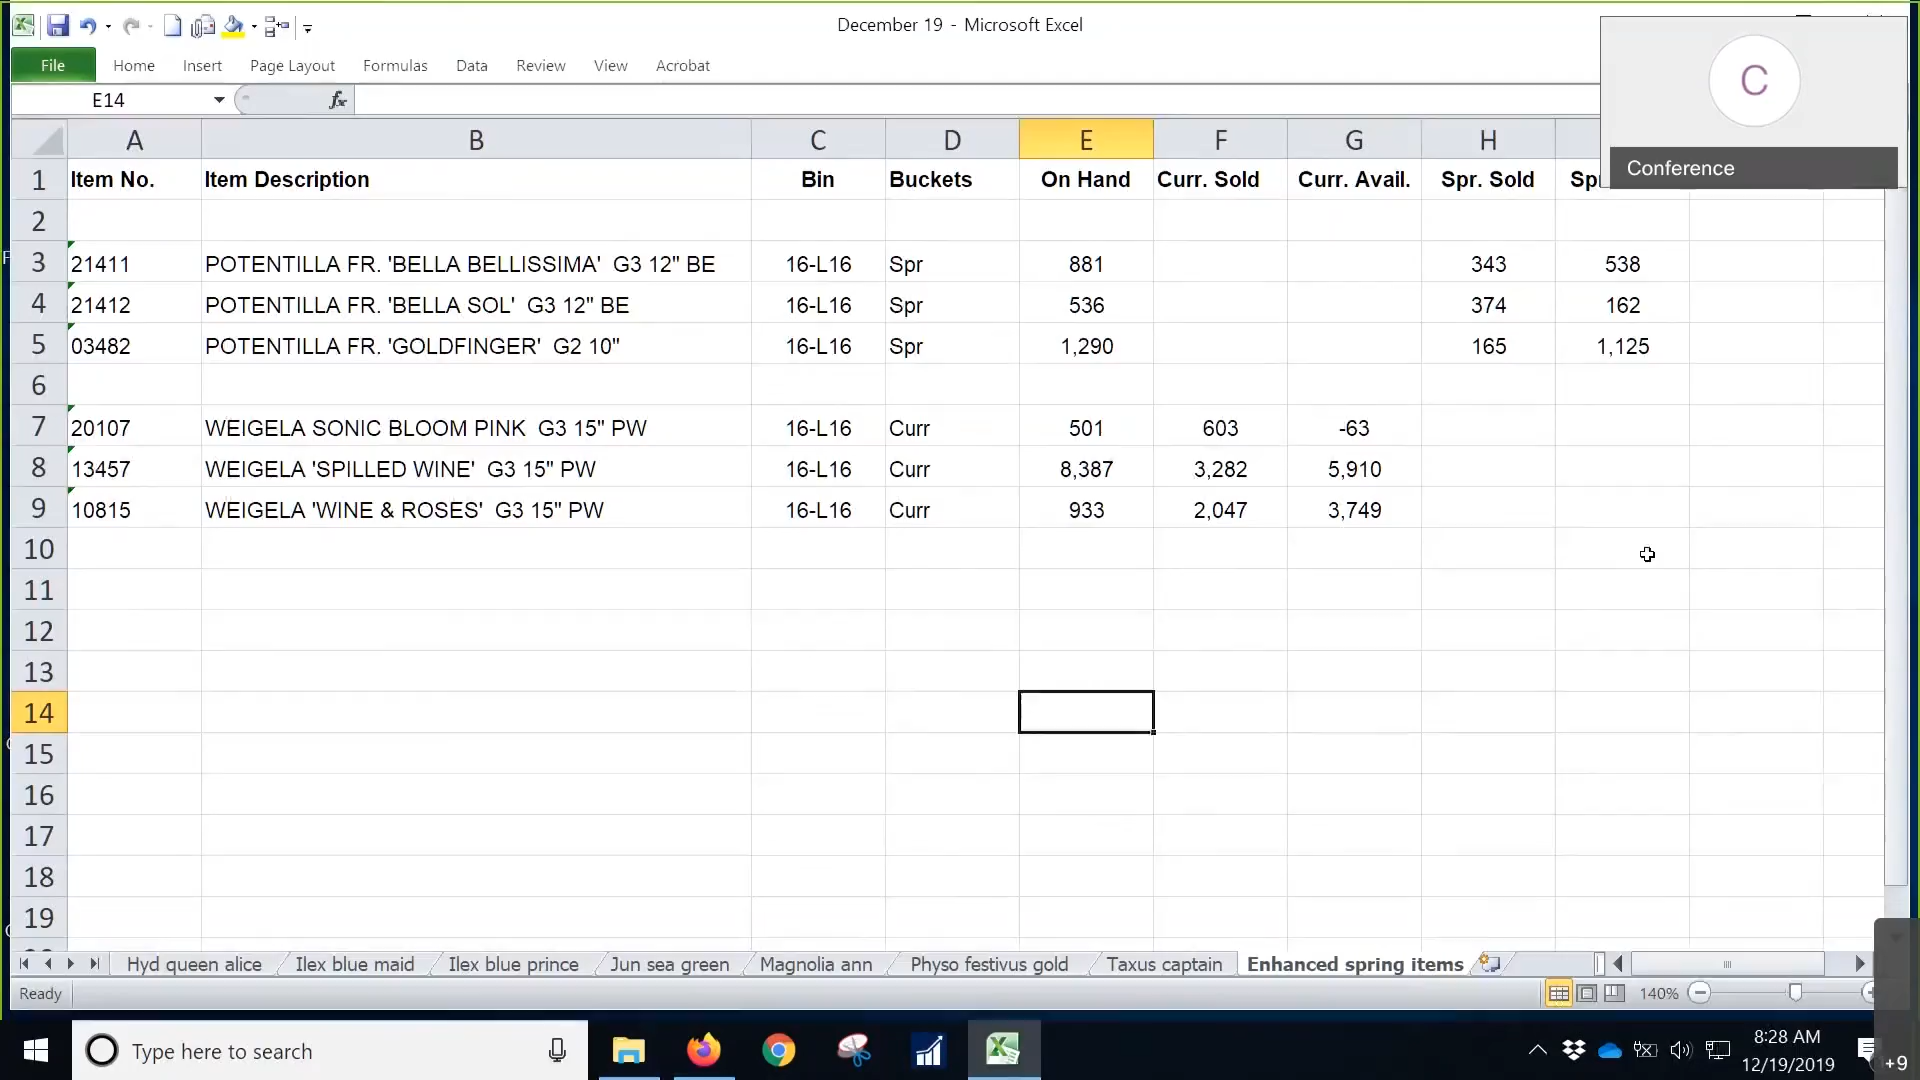 December 19 - Microsoft Excel
File Home Insert Page Layout Formulas Data Review View Acrobat
E14 fx
C
Conference
A B C D E F G H
1 Item No. Item Description Bin Buckets On Hand Curr. Sold Curr. Avail. Spr. Sold
2
3 21411 POTENTILLA FR. 'BELLA BELLISSIMA' G3 12" BE 16-L16 Spr 881 343 538
4 21412 POTENTILLA FR. 'BELLA SOL' G3 12" BE 16-L16 Spr 536 374 162
5 03482 POTENTILLA FR. 'GOLDFINGER' G2 10" 16-L16 Spr 1,290 165 1,125
6
7 20107 WEIGELA SONIC BLOOM PINK G3 15" PW 16-L16 Curr 501 603 -63
8 13457 WEIGELA 'SPILLED WINE' G3 15" PW 16-L16 Curr 8,387 3,282 5,910
9 10815 WEIGELA 'WINE & ROSES' G3 15" PW 16-L16 Curr 933 2,047 3,749
10
11
12
13
14
15
16
17
18
19
Hyd queen alice Ilex blue maid Ilex blue prince Jun sea green Magnolia ann Physo festivus gold Taxus captain Enhanced spring items
Ready 140%
Type here to search 8:28 AM
12/19/2019
+9